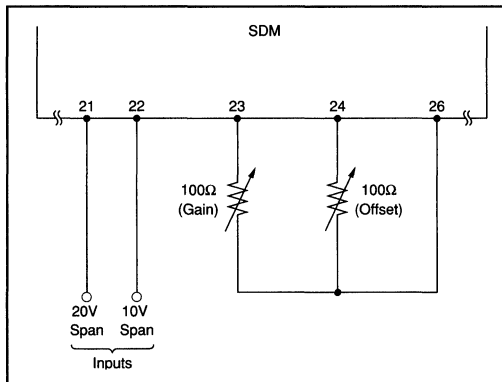 SDM
21 22 23 24 26
100Ω
(Gain)
100Ω
(Offset)
20V
Span
10V
Span
Inputs